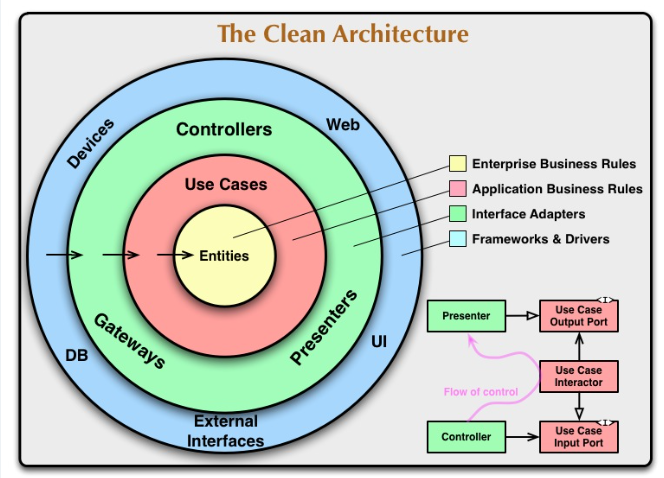 The Clean Architecture
Devices
Web
Controllers
Use Cases
Entities
Gateways
Presenters
DB
UI
External
Interfaces
Enterprise Business Rules
Application Business Rules
Interface Adapters
Frameworks & Drivers
Presenter
<I>
Use Case
Output Port
Use Case
Interactor
Flow of control
Controller
<I>
Use Case
Input Port